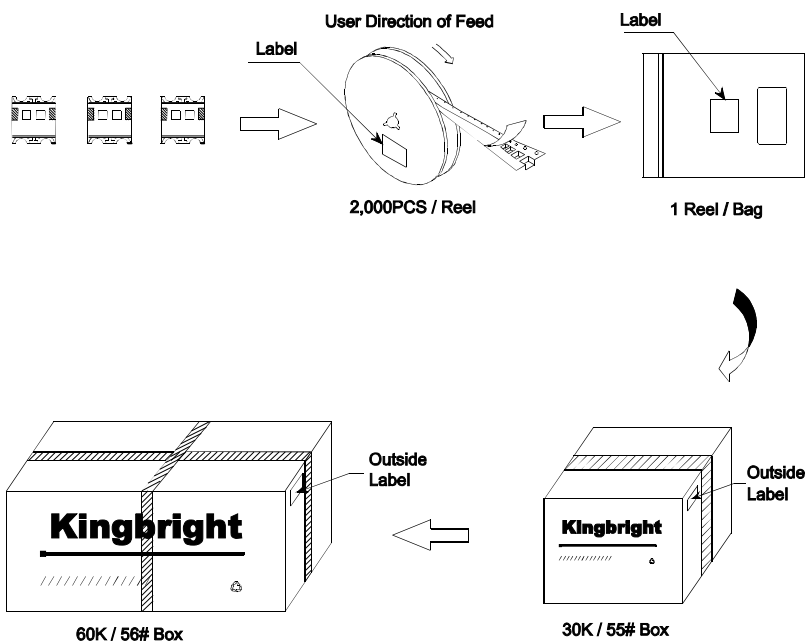 User Direction of Feed
Label
Label
2,000PCS / Reel
1 Reel / Bag
Outside
Label
Kingbright
60K / 56# Box
Outside
Label
Kingbright
30K / 55# Box